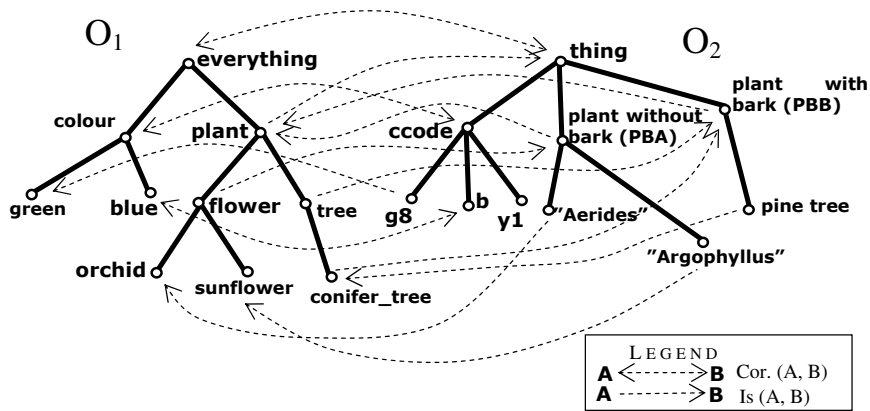 O1
O2
everything
thing
colour
plant
ccode
plant without
bark (PBA)
plant with
bark (PBB)
green
blue
flower
tree
g8
b
y1
"Aerides"
pine tree
orchid
sunflower
conifer_tree
"Argophyllus"
LEGEND
A B Cor. (A, B)
A B Is (A, B)